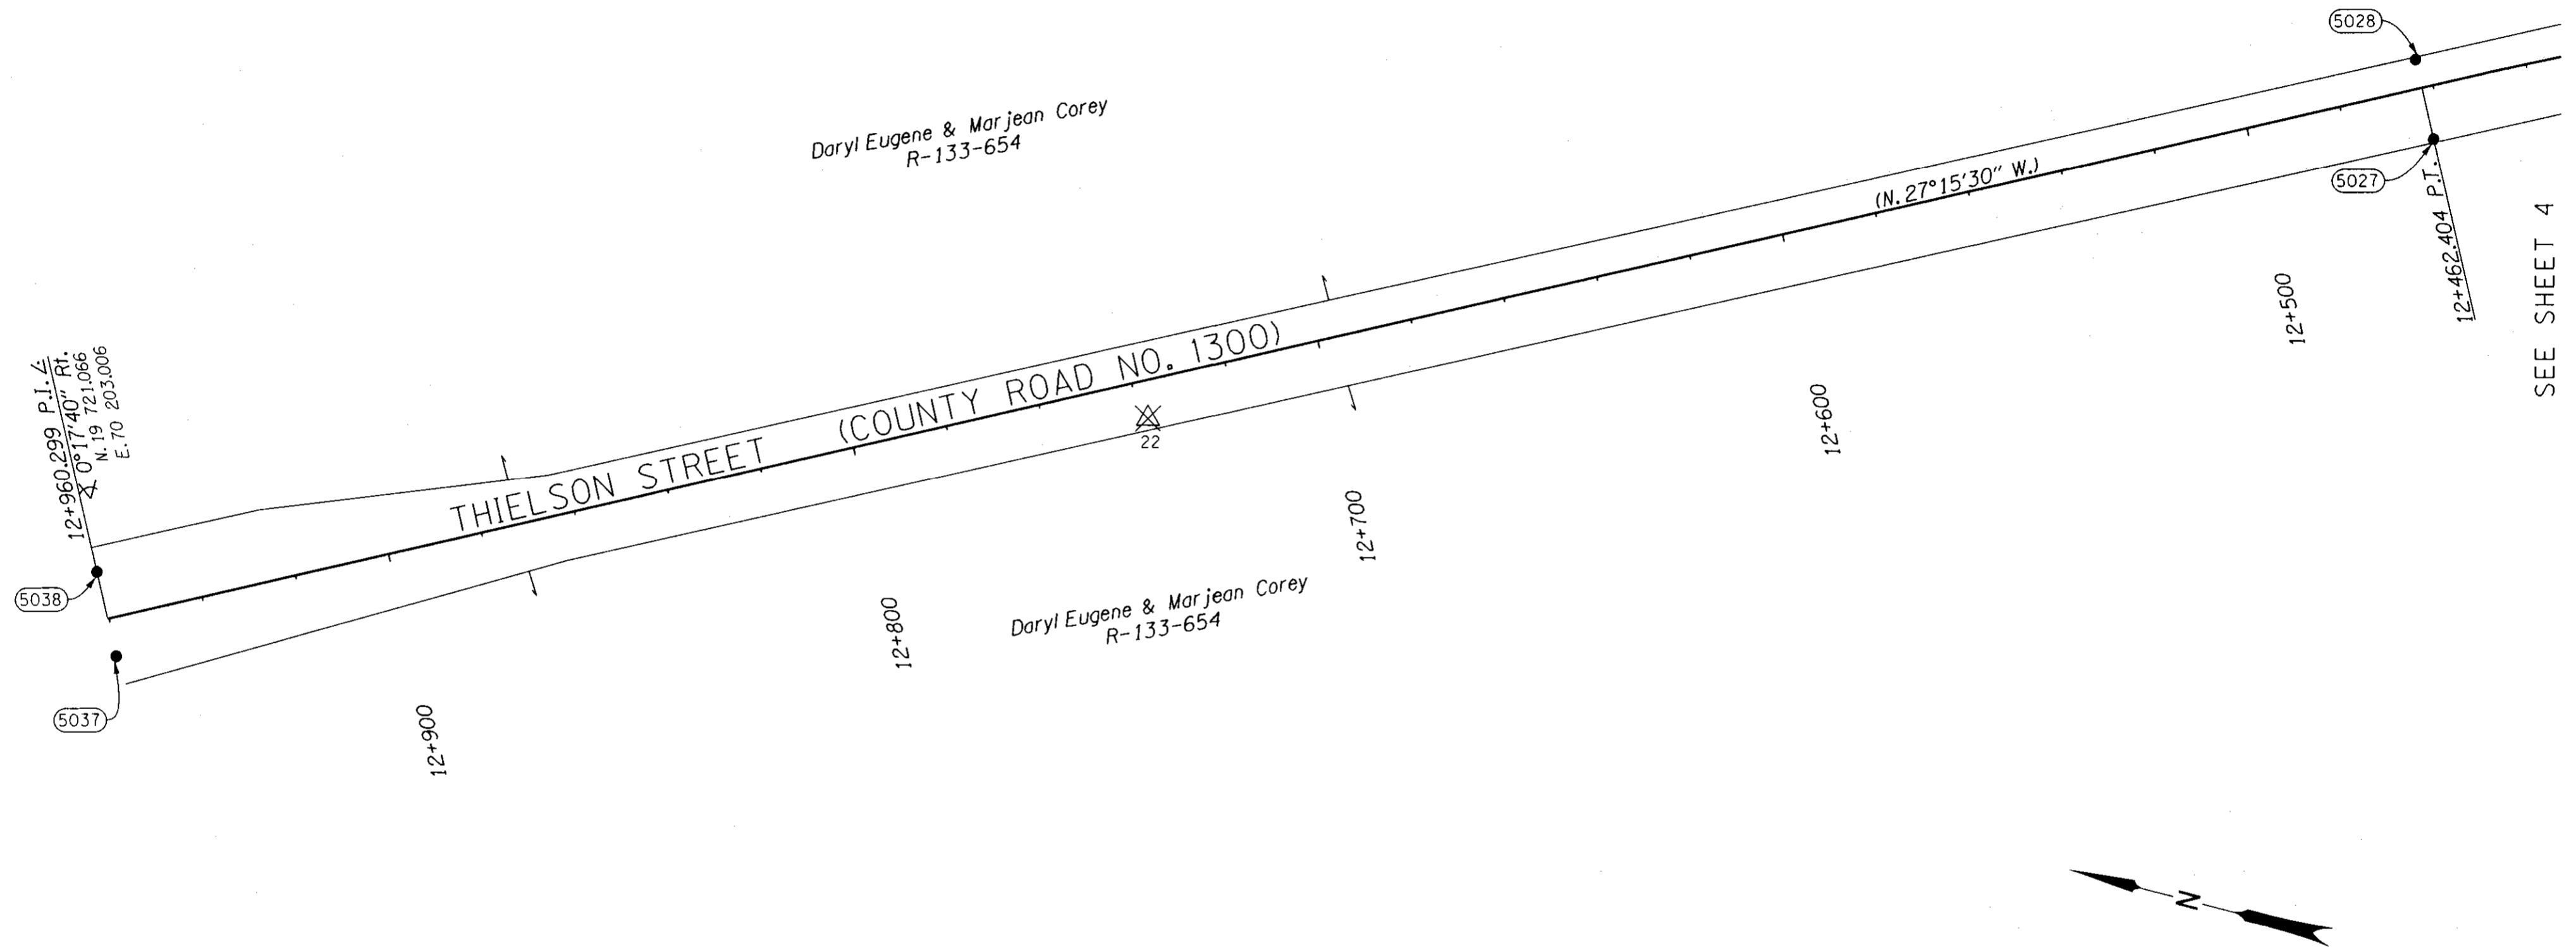 5028
Daryl Eugene & Marjean Corey
R-133-654
(N. 27°15'30" W.)
5027
12+462.404 P.T.
SEE SHEET 4
12+500
12+960.299 P.I. ∠
∡ 0°17'40" Rt.
N.19 721.066
E.70 203.006
THIELSON STREET (COUNTY ROAD NO. 1300)
22
12+600
12+700
5038
Daryl Eugene & Marjean Corey
R-133-654
12+800
5037
12+900
N